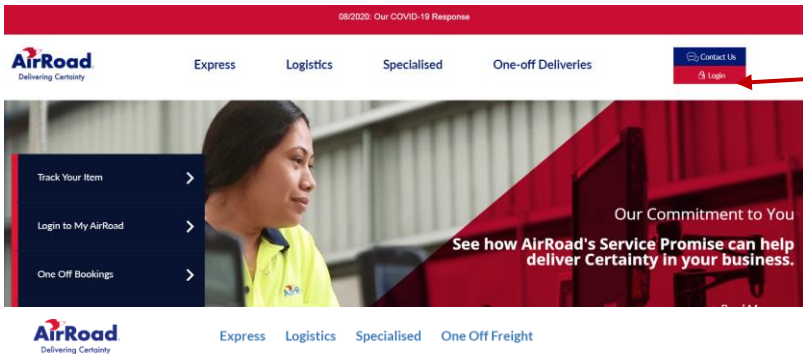 08/2020: Our COVID-19 Response
AirRoad
Delivering Certainty
Express Logistics Specialised One-off Deliveries
Contact Us
Login
Track Your Item
Login to My AirRoad
One Off Bookings
Our Commitment to You
See how AirRoad's Service Promise can help
deliver Certainty in your business.
AirRoad
Delivering Certainty
Express Logistics Specialised One Off Freight